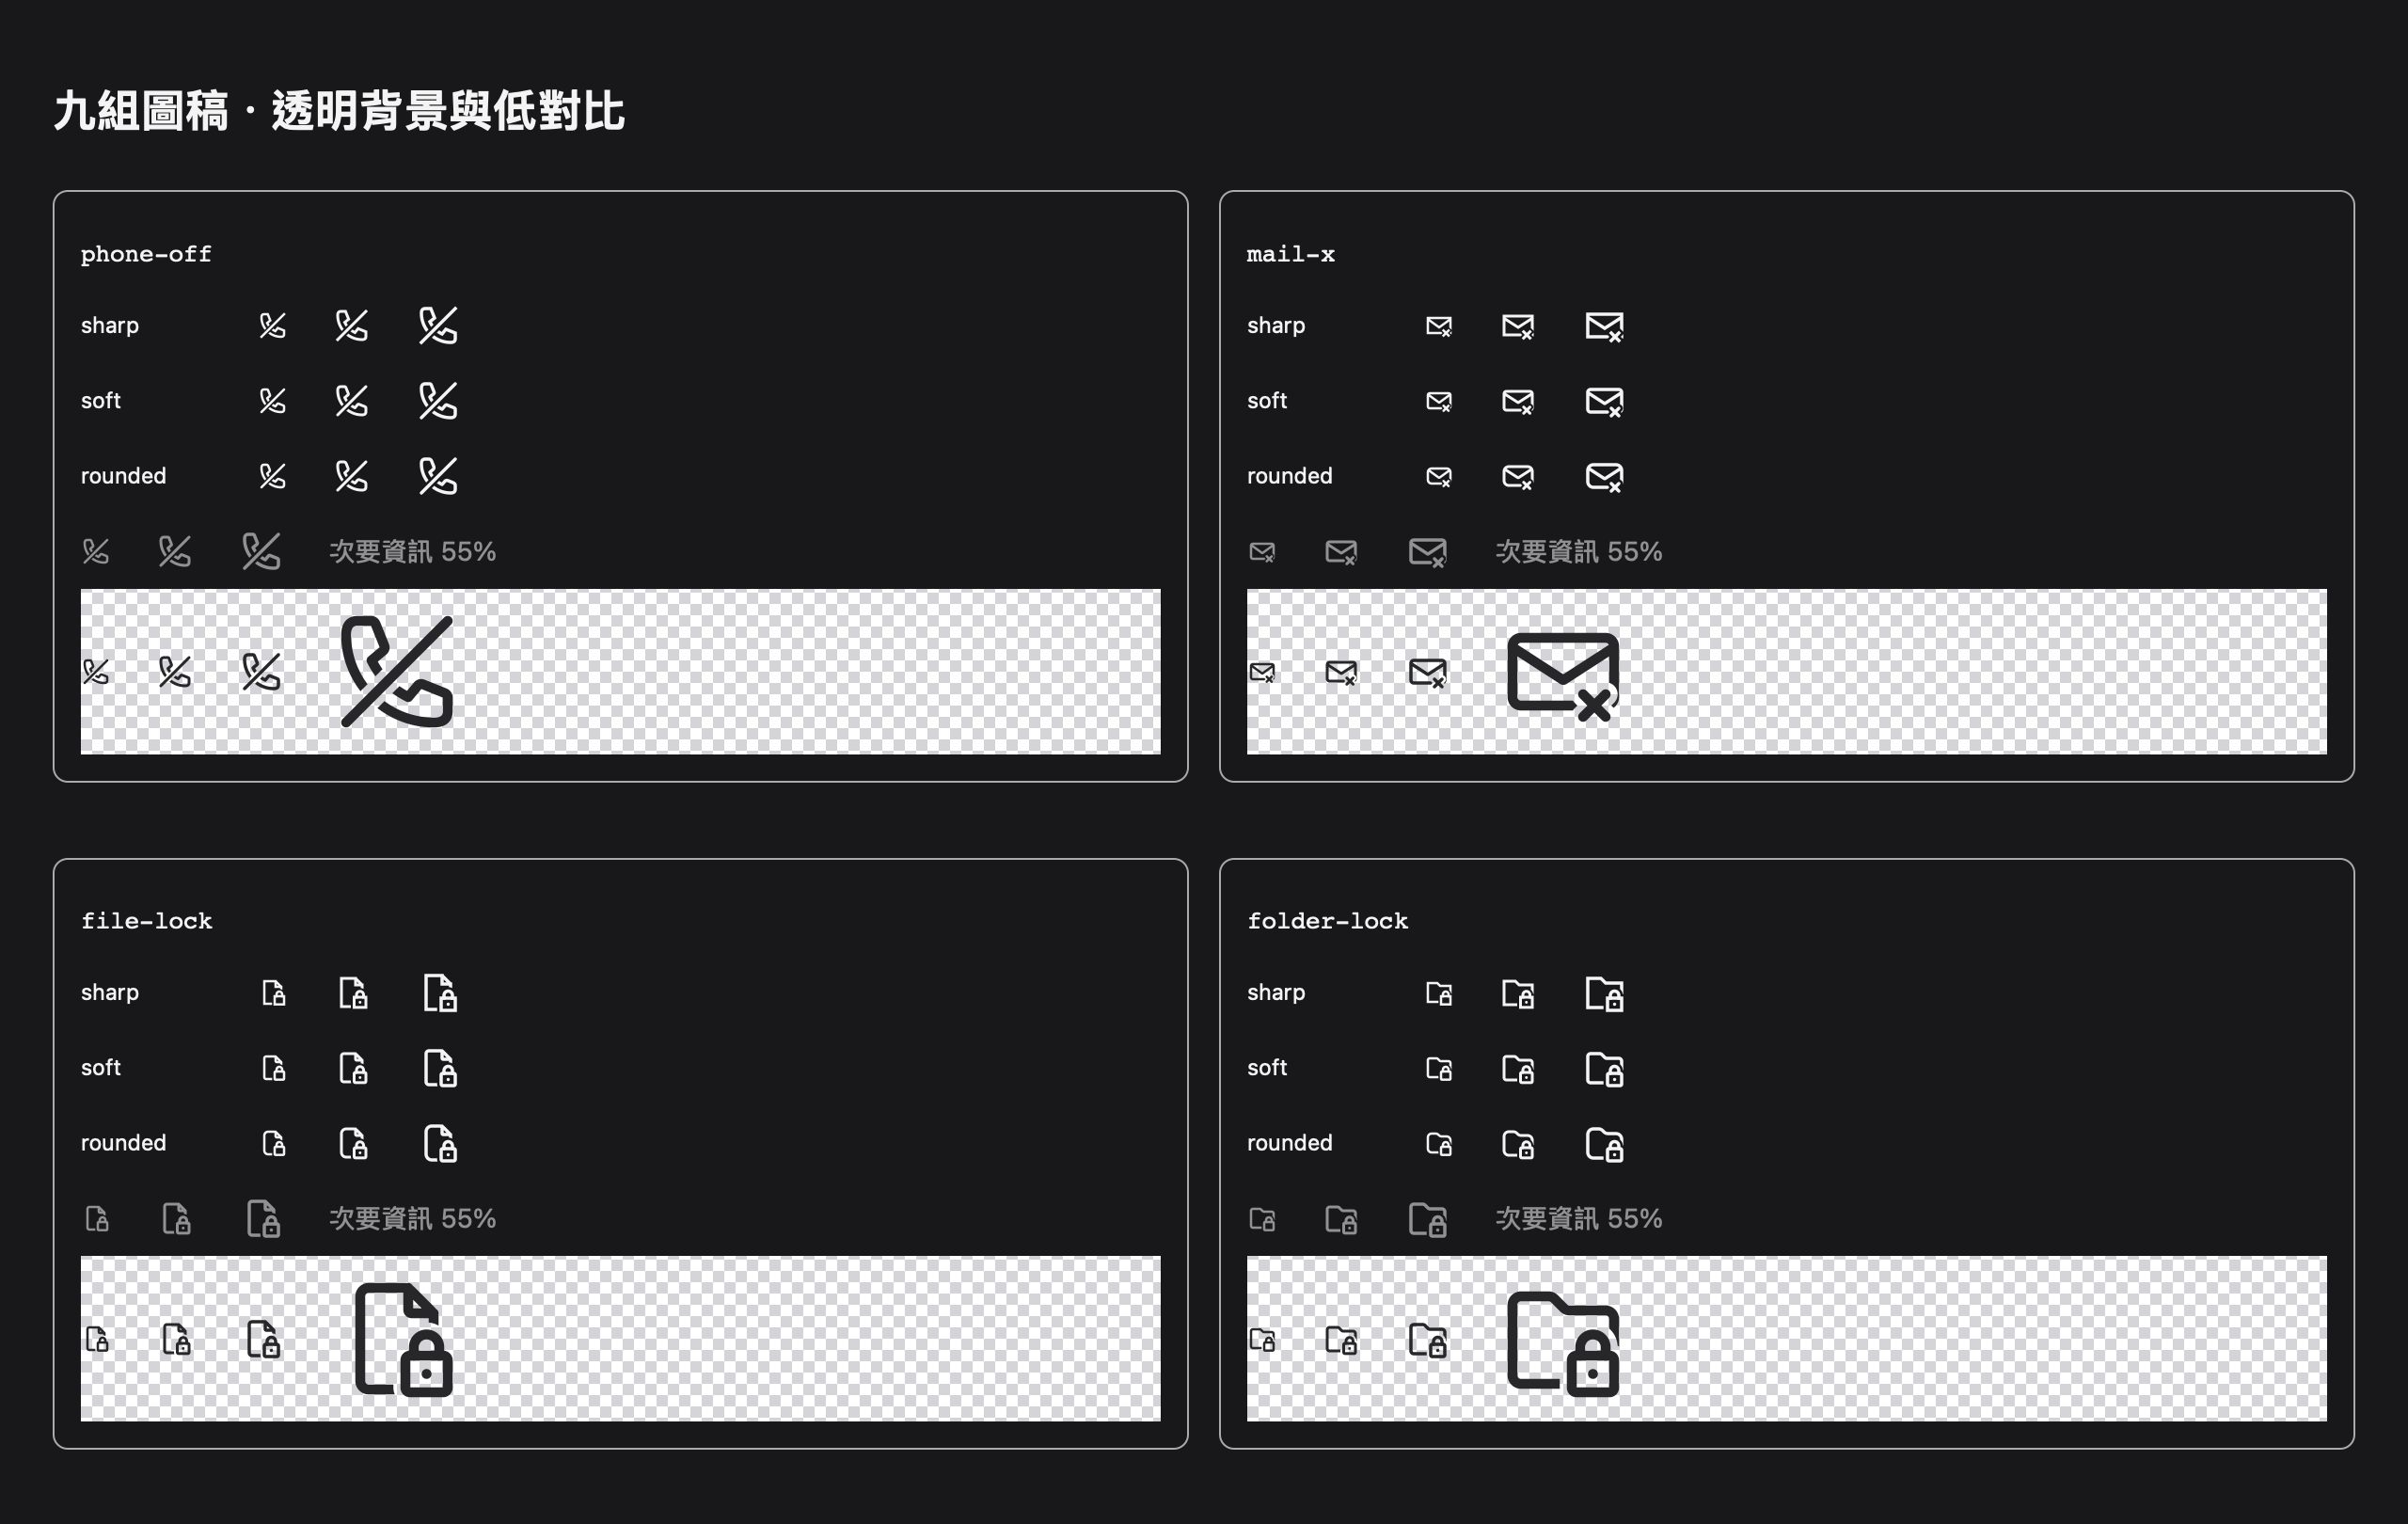 九組圖稿 · 透明背景與低對比
phone-off
sharp
soft
rounded
次要資訊 55%
mail-x
sharp
soft
rounded
次要資訊 55%
file-lock
sharp
soft
rounded
次要資訊 55%
folder-lock
sharp
soft
rounded
次要資訊 55%